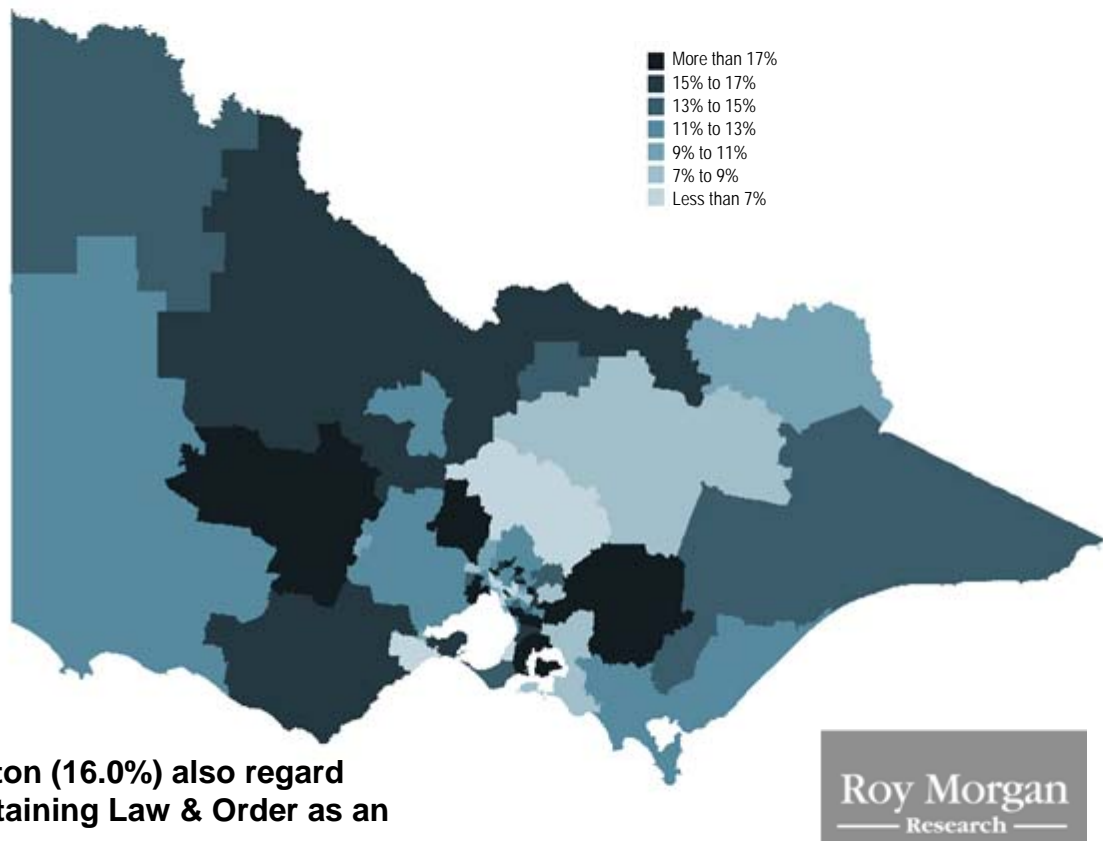 More than 17%
15% to 17%
13% to 15%
11% to 13%
9% to 11%
7% to 9%
Less than 7%
ton (16.0%) also regard
taining Law & Order as an
Roy Morgan
Research